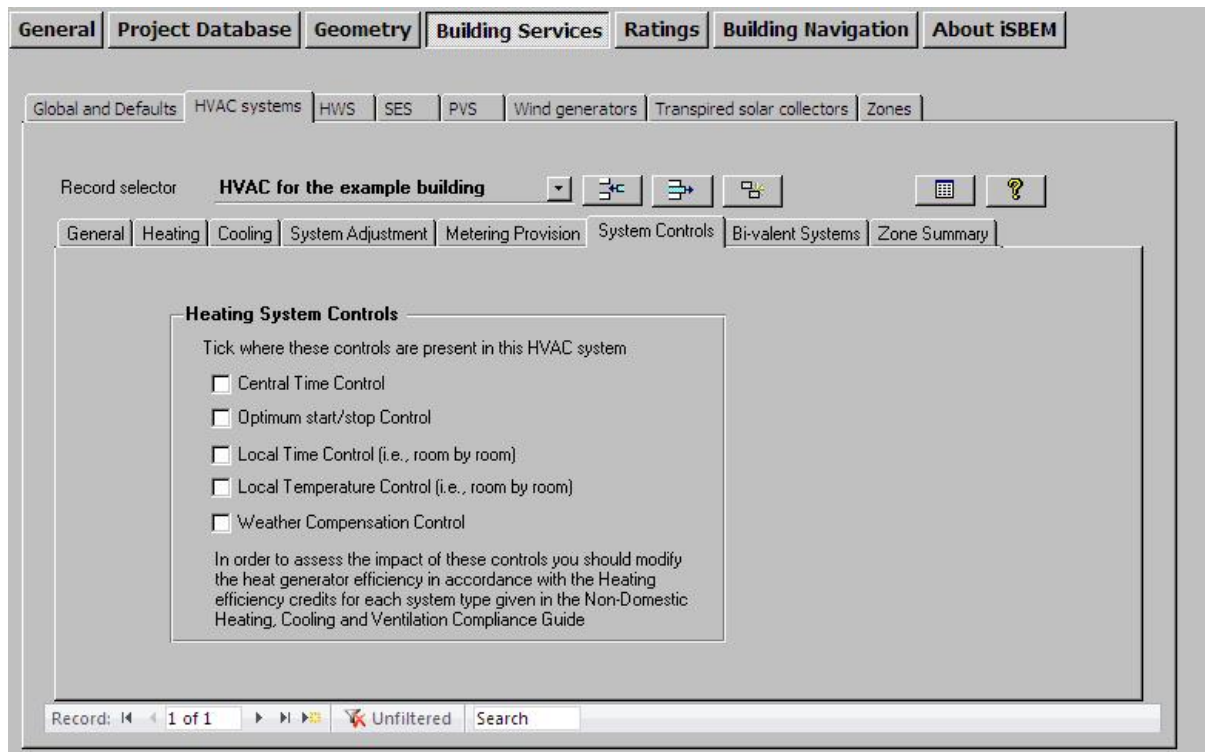 General Project Database Geometry Building Services Ratings Building Navigation About iSBEM
Global and Defaults HVAC systems HWS SES PVS Wind generators Transpired solar collectors Zones
Record selector HVAC for the example building
General Heating Cooling System Adjustment Metering Provision System Controls Bi-valent Systems Zone Summary
Heating System Controls
Tick where these controls are present in this HVAC system
Central Time Control
Optimum start/stop Control
Local Time Control (i.e., room by room)
Local Temperature Control (i.e., room by room)
Weather Compensation Control
In order to assess the impact of these controls you should modify
the heat generator efficiency in accordance with the Heating
efficiency credits for each system type given in the Non-Domestic
Heating, Cooling and Ventilation Compliance Guide
Record: 1 of 1 Unfiltered Search